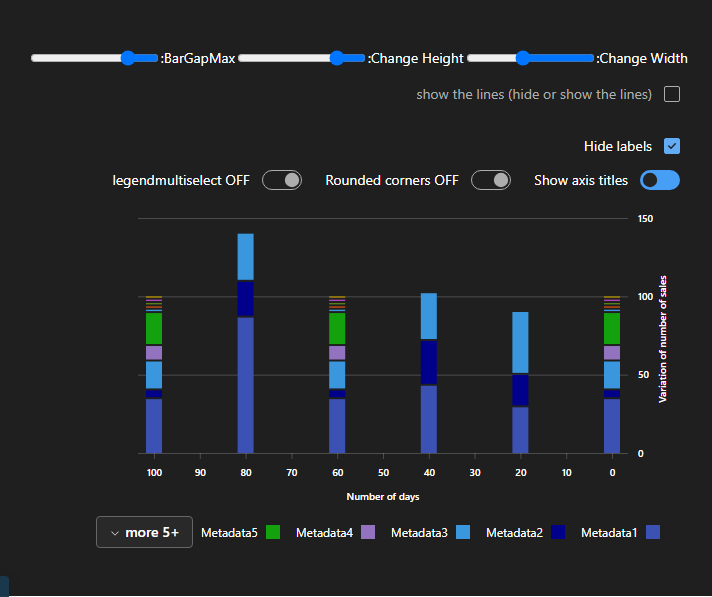 :BarGapMax :Change Height :Change Width
show the lines (hide or show the lines)
Hide labels
legendmultiselect OFF Rounded corners OFF Show axis titles
150
100
50
0
Variation of number of sales
100 90 80 70 60 50 40 30 20 10 0
Number of days
more 5+ Metadata5 Metadata4 Metadata3 Metadata2 Metadata1